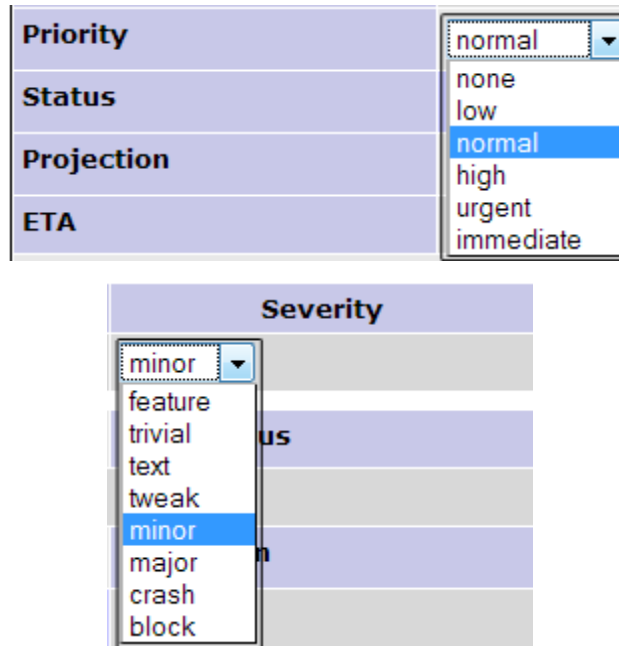 Priority
normal
none
Status
low
normal
Projection
high
urgent
ETA
immediate
Severity
minor
feature
trivial
us
text
tweak
minor
n
major
crash
block